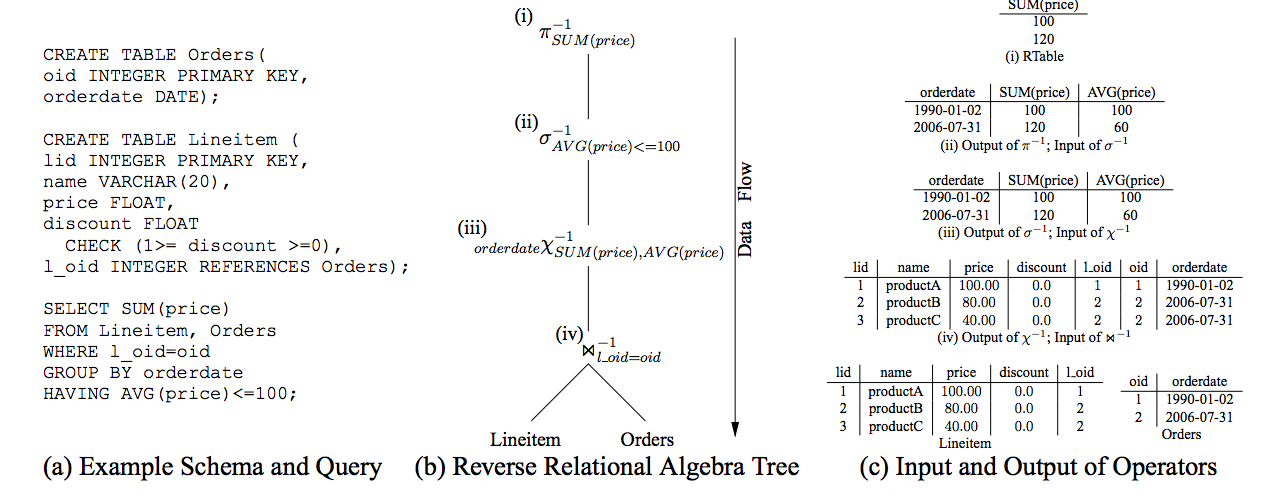 CREATE TABLE Orders(
oid INTEGER PRIMARY KEY,
orderdate DATE);
CREATE TABLE Lineitem (
lid INTEGER PRIMARY KEY,
name VARCHAR(20),
price FLOAT,
discount FLOAT
CHECK (1>= discount >=0),
l_oid INTEGER REFERENCES Orders);
SELECT SUM(price)
FROM Lineitem, Orders
WHERE l_oid=oid
GROUP BY orderdate
HAVING AVG(price)<=100;
(a) Example Schema and Query
(i) π⁻¹ SUM(price)
(ii) σ⁻¹ AVG(price)<=100
(iii) orderdate χ⁻¹ SUM(price),AVG(price)
(iv) ⋈⁻¹ l_oid=oid
Lineitem Orders
Data Flow
(b) Reverse Relational Algebra Tree
SUM(price)
100
120
(i) RTable
orderdate SUM(price) AVG(price)
1990-01-02 100 100
2006-07-31 120 60
(ii) Output of π⁻¹; Input of σ⁻¹
orderdate SUM(price) AVG(price)
1990-01-02 100 100
2006-07-31 120 60
(iii) Output of σ⁻¹; Input of χ⁻¹
lid name price discount l_oid oid orderdate
1 productA 100.00 0.0 1 1 1990-01-02
2 productB 80.00 0.0 2 2 2006-07-31
3 productC 40.00 0.0 2 2 2006-07-31
(iv) Output of χ⁻¹; Input of ⋈⁻¹
lid name price discount l_oid
1 productA 100.00 0.0 1
2 productB 80.00 0.0 2
3 productC 40.00 0.0 2
Lineitem
oid orderdate
1 1990-01-02
2 2006-07-31
Orders
(c) Input and Output of Operators